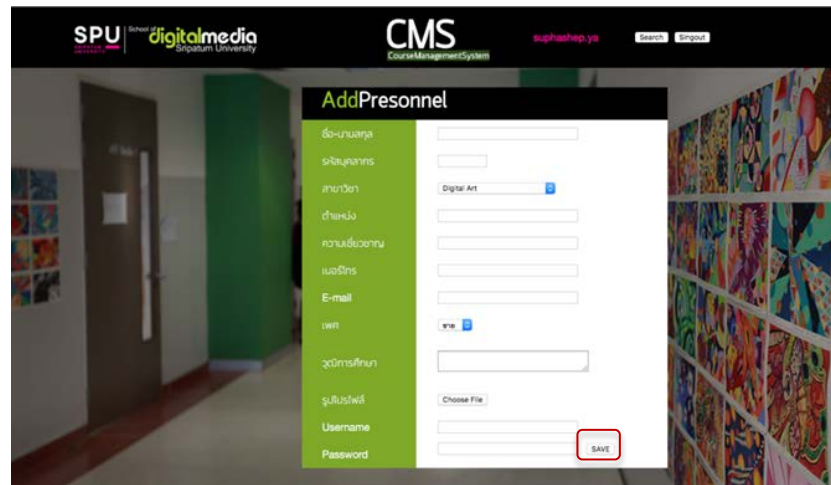 SPU School of digitalmedia
SRIPATUM UNIVERSITY Sripatum University
CMS
CourseManagementSystem
suphashep.ya
Search Singout
AddPresonnel
ชื่อ-นามสกุล
รหัสบุคลากร
สาขาวิชา Digital Art
ตำแหน่ง
ความเชี่ยวชาญ
เบอร์โทร
E-mail
เพศ ชาย
วุฒิการศึกษา
รูปโปรไฟล์ Choose File
Username
Password SAVE